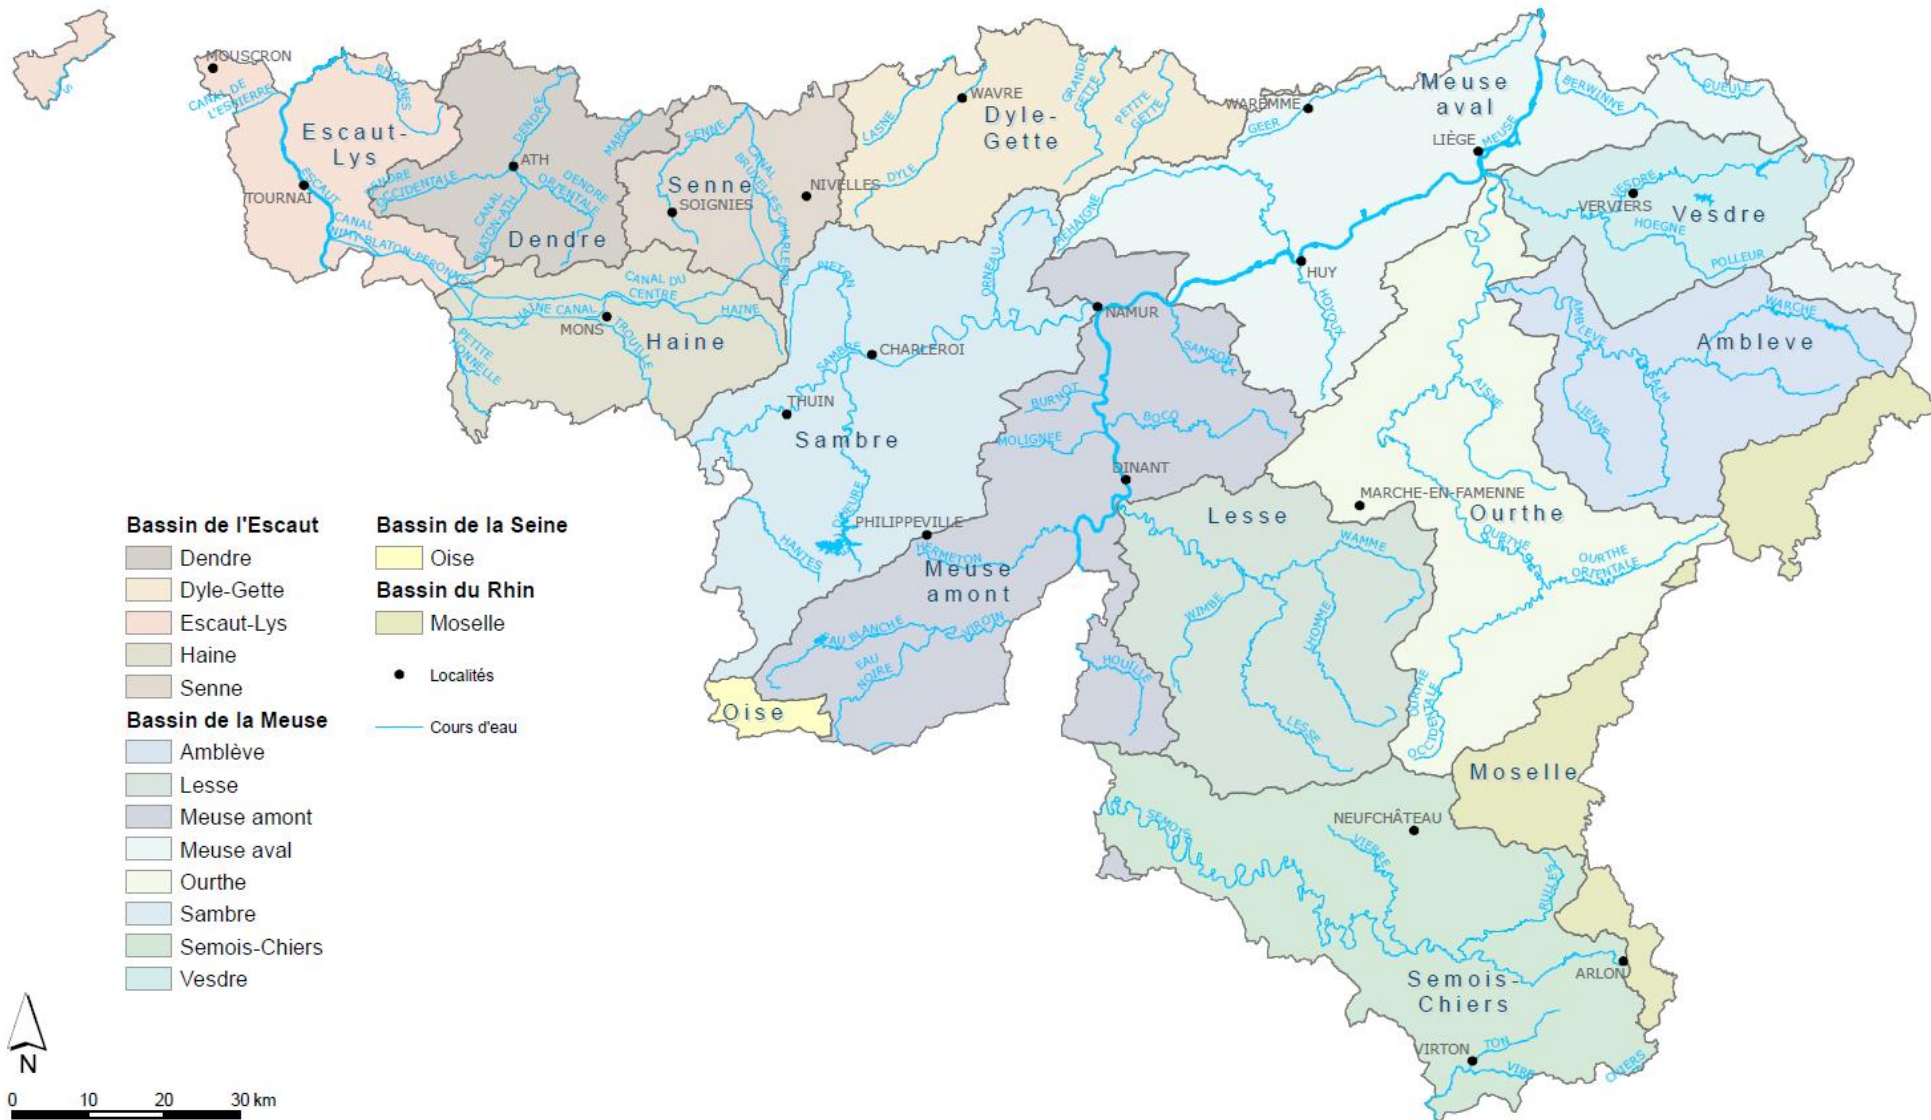 MOUSCRON
CANAL DE
L'ESPIERRE
LYS
RHOSNES
Escaut-
Lys
TOURNAI
ESCAUT
CANAL
NIMY-BLATON-PERONNES
DENDRE
MARCQ
ATH
DENDRE
OCCIDENTALE
DENDRE
ORIENTALE
CANAL
BLATON-ATH
Dendre
SENNE
Senne
SOIGNIES
CANAL
BRUXELLES-CHARLEROI
NIVELLES
LASNE
WAVRE
DYLE
Dyle-
Gette
GRANDE
GETTE
PETITE
GETTE
WAREMME
GEER
Meuse
aval
LIÈGE
MEUSE
BERWINNE
GUEULE
VESDRE
VERVIERS
Vesdre
HOEGNE
POLLEUR
MEHAIGNE
HUY
HOYOUX
CANAL DU
CENTRE
HAINE CANAL
HAINE
MONS
TROUILLE
Haine
PETITE
HONNELLE
PIETON
ORNEAU
NAMUR
SAMSON
SAMBRE
CHARLEROI
THUIN
Sambre
BURNOT
MOLIGNEE
BOCQ
DINANT
AMBLEVE
WARCHE
Ambleve
SALM
LIENNE
AISNE
MARCHE-EN-FAMENNE
Ourthe
OURTHE
OURTHE
ORIENTALE
OURTHE
OCCIDENTALE
Lesse
WAMME
WIMBE
LHOMME
LESSE
PHILIPPEVILLE
D'HEURE
HANTES
HERMETON
Meuse
amont
EAU BLANCHE
VIROIN
EAU
NOIRE
HOUILLE
Oise
Moselle
NEUFCHÂTEAU
SEMOIS
VIERRE
RULLES
ARLON
Semois-
Chiers
VIRTON
TON
VIRE
CHIERS
Bassin de l'Escaut
Dendre
Dyle-Gette
Escaut-Lys
Haine
Senne
Bassin de la Meuse
Amblève
Lesse
Meuse amont
Meuse aval
Ourthe
Sambre
Semois-Chiers
Vesdre
Bassin de la Seine
Oise
Bassin du Rhin
Moselle
Localités
Cours d'eau
N
0 10 20 30 km